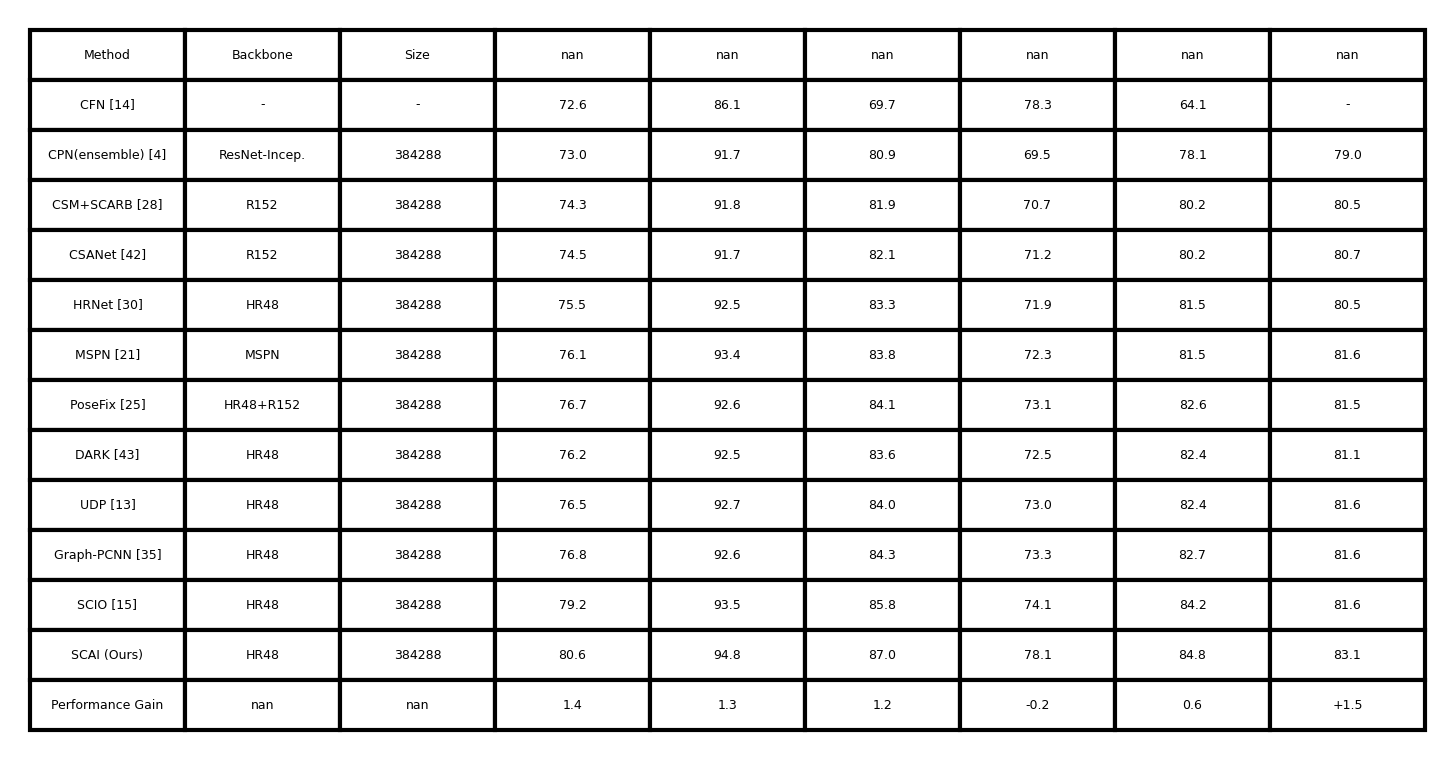 Method Backbone Size nan nan nan nan nan nan
CFN [14] - - 72.6 86.1 69.7 78.3 64.1 -
CPN(ensemble) [4] ResNet-Incep. 384288 73.0 91.7 80.9 69.5 78.1 79.0
CSM+SCARB [28] R152 384288 74.3 91.8 81.9 70.7 80.2 80.5
CSANet [42] R152 384288 74.5 91.7 82.1 71.2 80.2 80.7
HRNet [30] HR48 384288 75.5 92.5 83.3 71.9 81.5 80.5
MSPN [21] MSPN 384288 76.1 93.4 83.8 72.3 81.5 81.6
PoseFix [25] HR48+R152 384288 76.7 92.6 84.1 73.1 82.6 81.5
DARK [43] HR48 384288 76.2 92.5 83.6 72.5 82.4 81.1
UDP [13] HR48 384288 76.5 92.7 84.0 73.0 82.4 81.6
Graph-PCNN [35] HR48 384288 76.8 92.6 84.3 73.3 82.7 81.6
SCIO [15] HR48 384288 79.2 93.5 85.8 74.1 84.2 81.6
SCAI (Ours) HR48 384288 80.6 94.8 87.0 78.1 84.8 83.1
Performance Gain nan nan 1.4 1.3 1.2 -0.2 0.6 +1.5